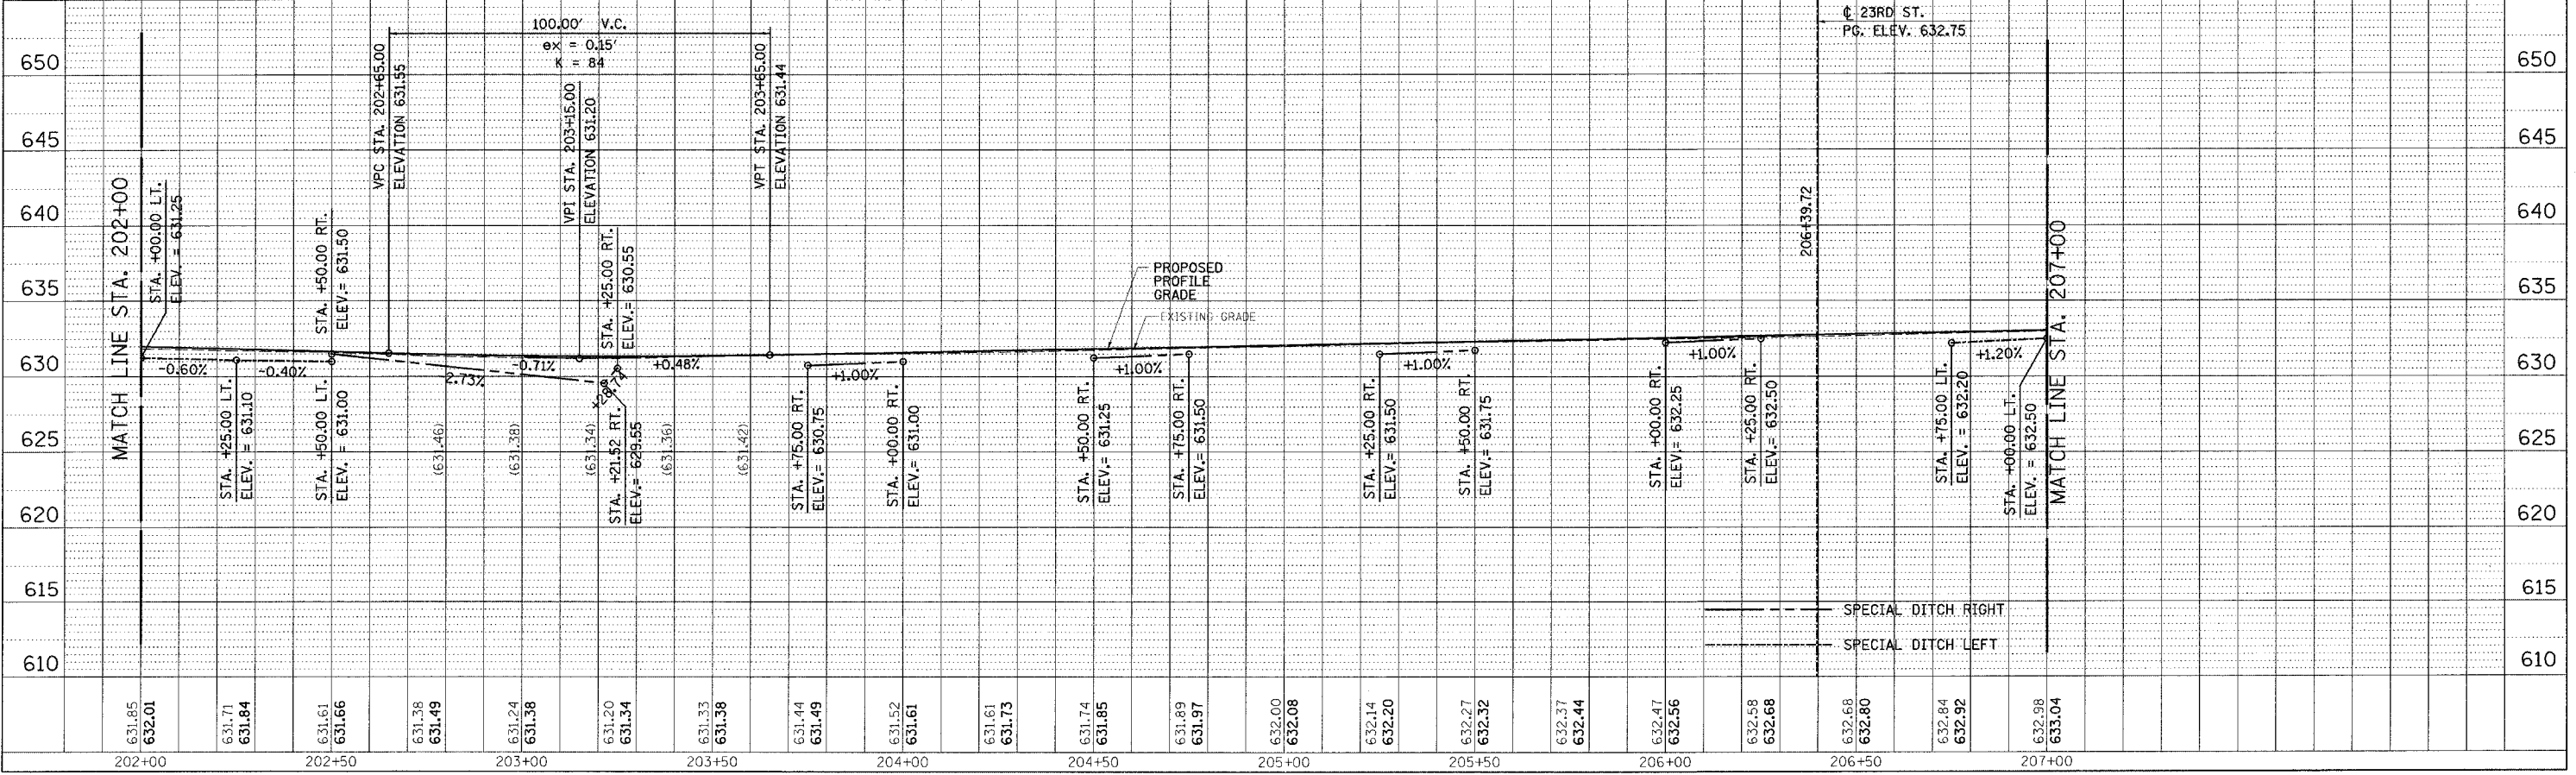 100.00' V.C.
ex = 0.15'
K = 84
℄ 23RD ST.
PG. ELEV. 632.75
650
650
645
645
640
640
635
635
630
630
625
625
620
620
615
615
610
610
MATCH LINE STA. 202+00
STA. +00.00 LT.
ELEV. = 631.25
STA. +25.00 LT.
ELEV. = 631.10
STA. +50.00 RT.
ELEV.= 631.50
STA. +50.00 LT.
ELEV. = 631.00
VPC STA. 202+65.00
ELEVATION 631.55
VPI STA. 203+15.00
ELEVATION 631.20
STA. +25.00 RT.
ELEV.= 630.55
STA. +21.52 RT.
ELEV.= 629.55
VPT STA. 203+65.00
ELEVATION 631.44
-0.60%
-0.40%
2.73%
-0.71%
+0.48%
+1.00%
+1.00%
+1.00%
+1.00%
+1.20%
(631.46)
(631.38)
(631.34)
(631.36)
(631.42)
STA. +75.00 RT.
ELEV.= 630.75
STA. +00.00 RT.
ELEV.= 631.00
STA. +50.00 RT.
ELEV.= 631.25
STA. +75.00 RT.
ELEV.= 631.50
STA. +25.00 RT.
ELEV.= 631.50
STA. +50.00 RT.
ELEV.= 631.75
STA. +00.00 RT.
ELEV.= 632.25
STA. +25.00 RT.
ELEV.= 632.50
STA. +75.00 LT.
ELEV. = 632.20
STA. +00.00 LT.
ELEV. = 632.50
206+39.72
MATCH LINE STA. 207+00
PROPOSED
PROFILE
GRADE
EXISTING GRADE
SPECIAL DITCH RIGHT
SPECIAL DITCH LEFT
631.85
632.01
631.71
631.84
631.61
631.66
631.38
631.49
631.24
631.38
631.20
631.34
631.33
631.38
631.44
631.49
631.52
631.61
631.61
631.73
631.74
631.85
631.89
631.97
632.00
632.08
632.14
632.20
632.27
632.32
632.37
632.44
632.47
632.56
632.58
632.68
632.68
632.80
632.84
632.92
632.98
633.04
202+00
202+50
203+00
203+50
204+00
204+50
205+00
205+50
206+00
206+50
207+00